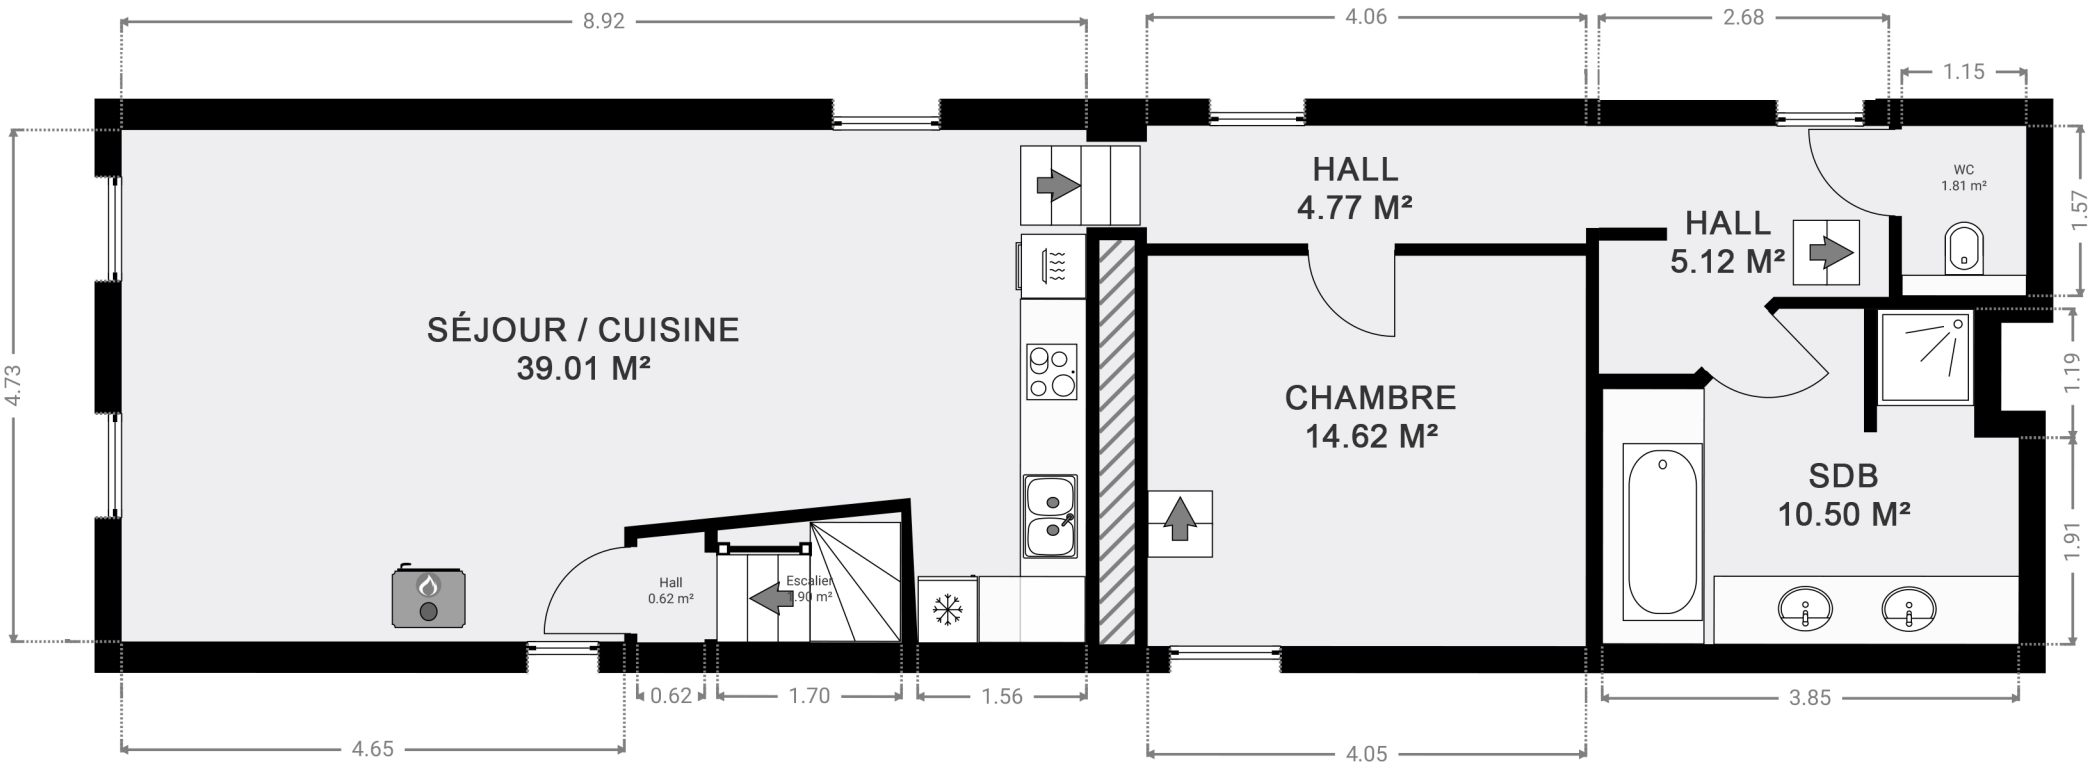 8.92
4.06
2.68
1.15
HALL
4.77 M²
WC
1.81 m²
1.57
HALL
5.12 M²
SÉJOUR / CUISINE
39.01 M²
4.73
1.19
CHAMBRE
14.62 M²
SDB
10.50 M²
1.91
Hall
0.62 m²
Escalier
1.90 m²
0.62
1.70
1.56
3.85
4.65
4.05